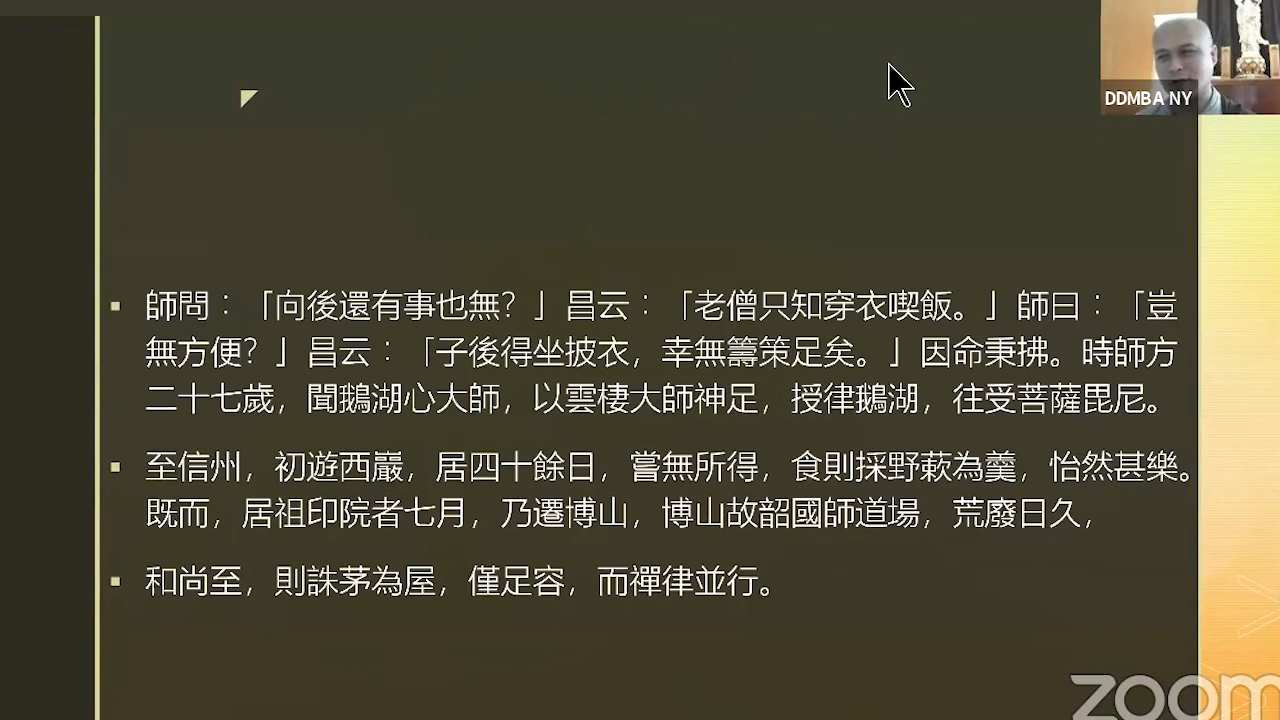 DDMBA NY
師問：「向後還有事也無？」昌云：「老僧只知穿衣喫飯。」師曰：「豈
無方便？」昌云：「子後得坐披衣，幸無籌策足矣。」因命秉拂。時師方
二十七歲，聞鵝湖心大師，以雲棲大師神足，授律鵝湖，往受菩薩毘尼。
至信州，初遊西巖，居四十餘日，嘗無所得，食則採野蔌為羹，怡然甚樂。
既而，居祖印院者七月，乃遷博山，博山故韶國師道場，荒廢日久，
和尚至，則誅茅為屋，僅足容，而禪律並行。
zoom